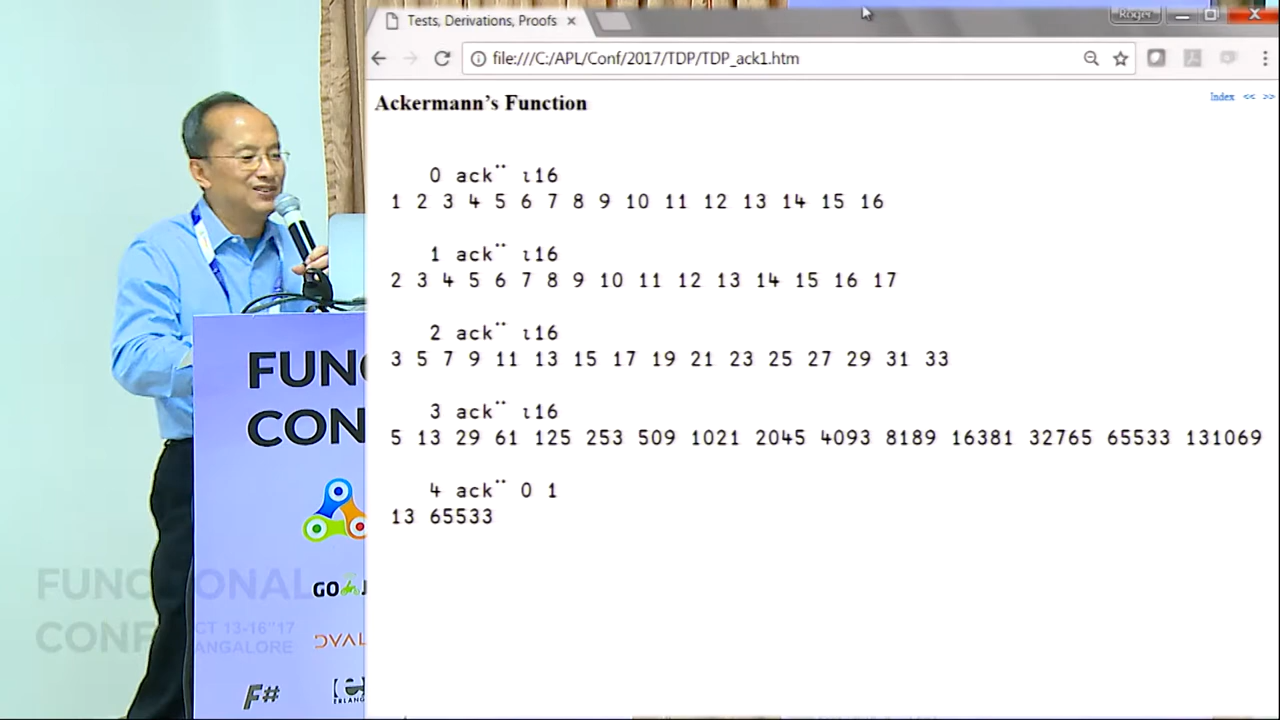 Tests, Derivations, Proofs
Roger
file:///C:/APL/Conf/2017/TDP/TDP_ack1.htm
Ackermann’s Function
Index << >>
0 ack¨ ⍳16
1 2 3 4 5 6 7 8 9 10 11 12 13 14 15 16
1 ack¨ ⍳16
2 3 4 5 6 7 8 9 10 11 12 13 14 15 16 17
2 ack¨ ⍳16
3 5 7 9 11 13 15 17 19 21 23 25 27 29 31 33
3 ack¨ ⍳16
5 13 29 61 125 253 509 1021 2045 4093 8189 16381 32765 65533 131069
4 ack¨ 0 1
13 65533
FUNC
CON
GO
DYAL
F#
ERLANG
FUNCTIONAL
CONF
CT 13-16"17
ANGALORE